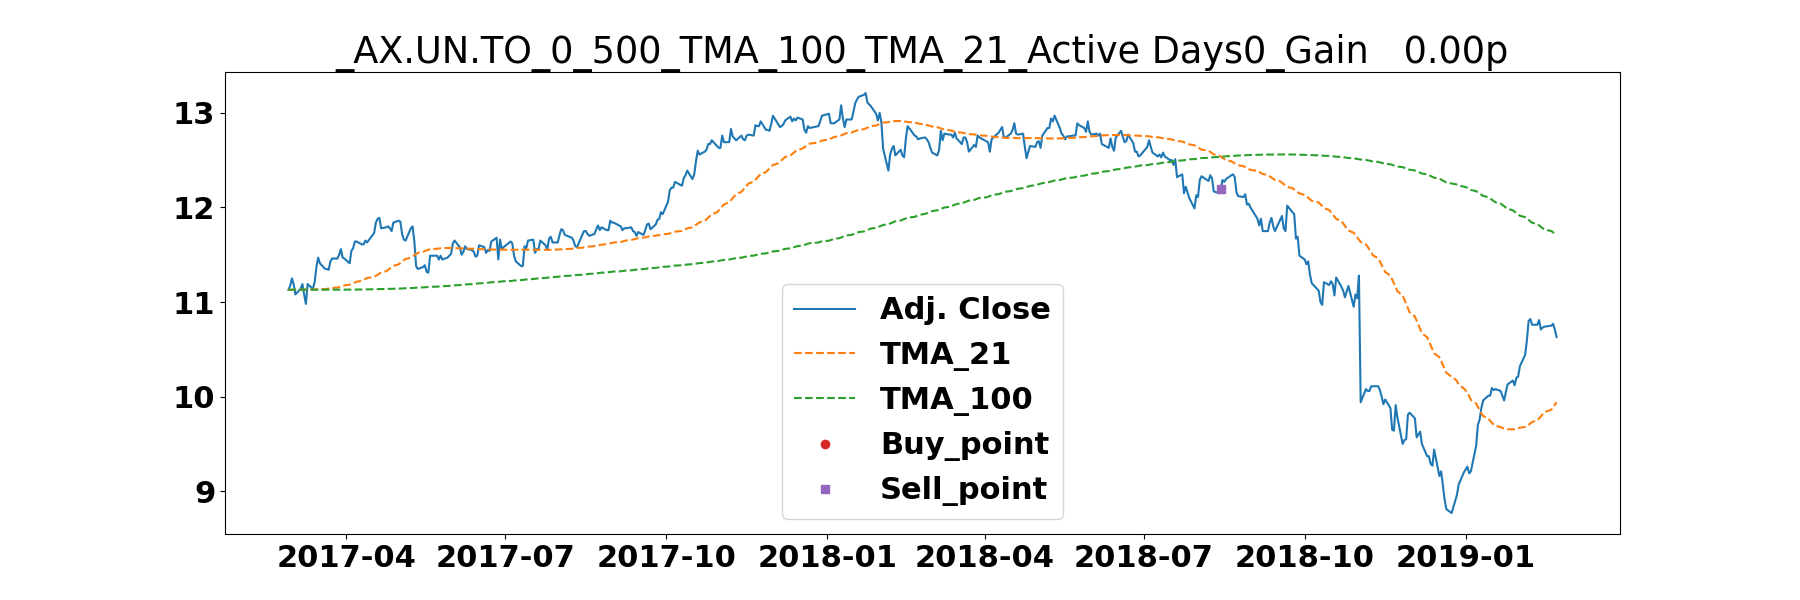 _AX.UN.TO_0_500_TMA_100_TMA_21_Active Days0_Gain   0.00p
13
12
11
10
9
Adj. Close
TMA_21
TMA_100
Buy_point
Sell_point
2017-04 2017-07 2017-10 2018-01 2018-04 2018-07 2018-10 2019-01